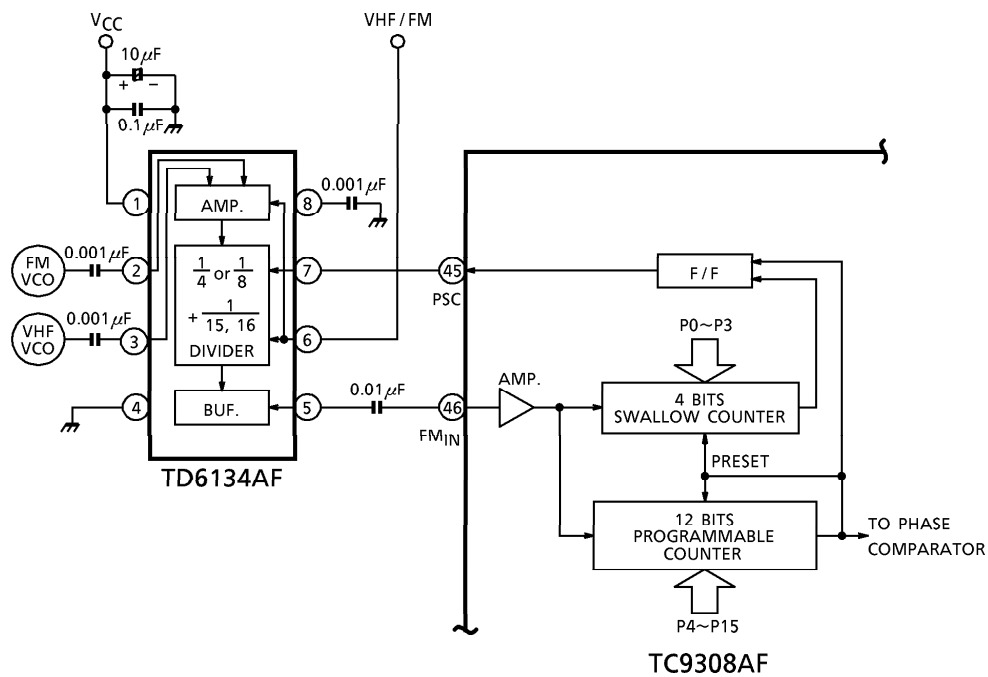 VCC
VHF/FM
10μF
+ −
0.1μF
1
AMP.
8
0.001μF
FM
VCO
0.001μF
2
1/4 or 1/8
7
45
PSC
F/F
VHF
VCO
0.001μF
3
+ 1/15, 16
DIVIDER
6
P0~P3
4
BUF.
5
0.01μF
46
FMIN
AMP.
4 BITS
SWALLOW COUNTER
PRESET
TD6134AF
12 BITS
PROGRAMMABLE
COUNTER
TO PHASE
COMPARATOR
P4~P15
TC9308AF